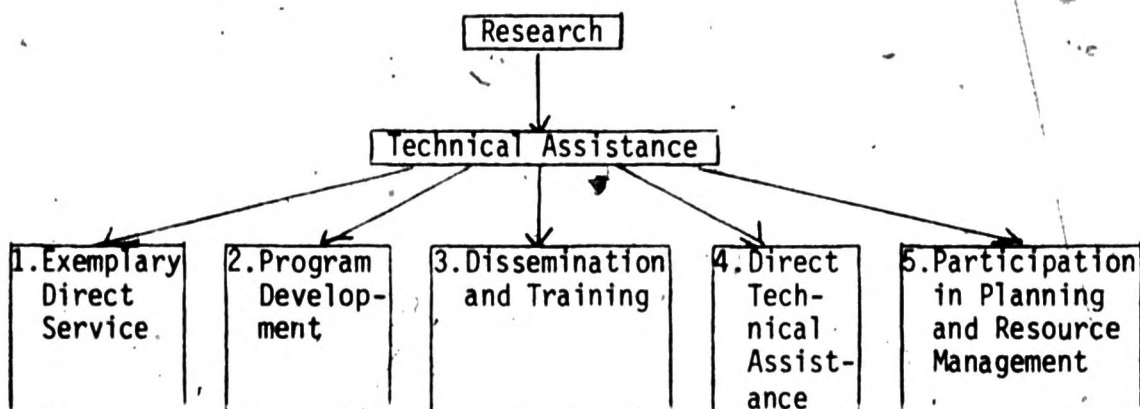 Research
Technical Assistance
1.Exemplary
Direct
Service
2.Program
Develop-
ment
3.Dissemination
and Training
4.Direct
Tech-
nical
Assist-
ance
5.Participation
in Planning
and Resource
Management